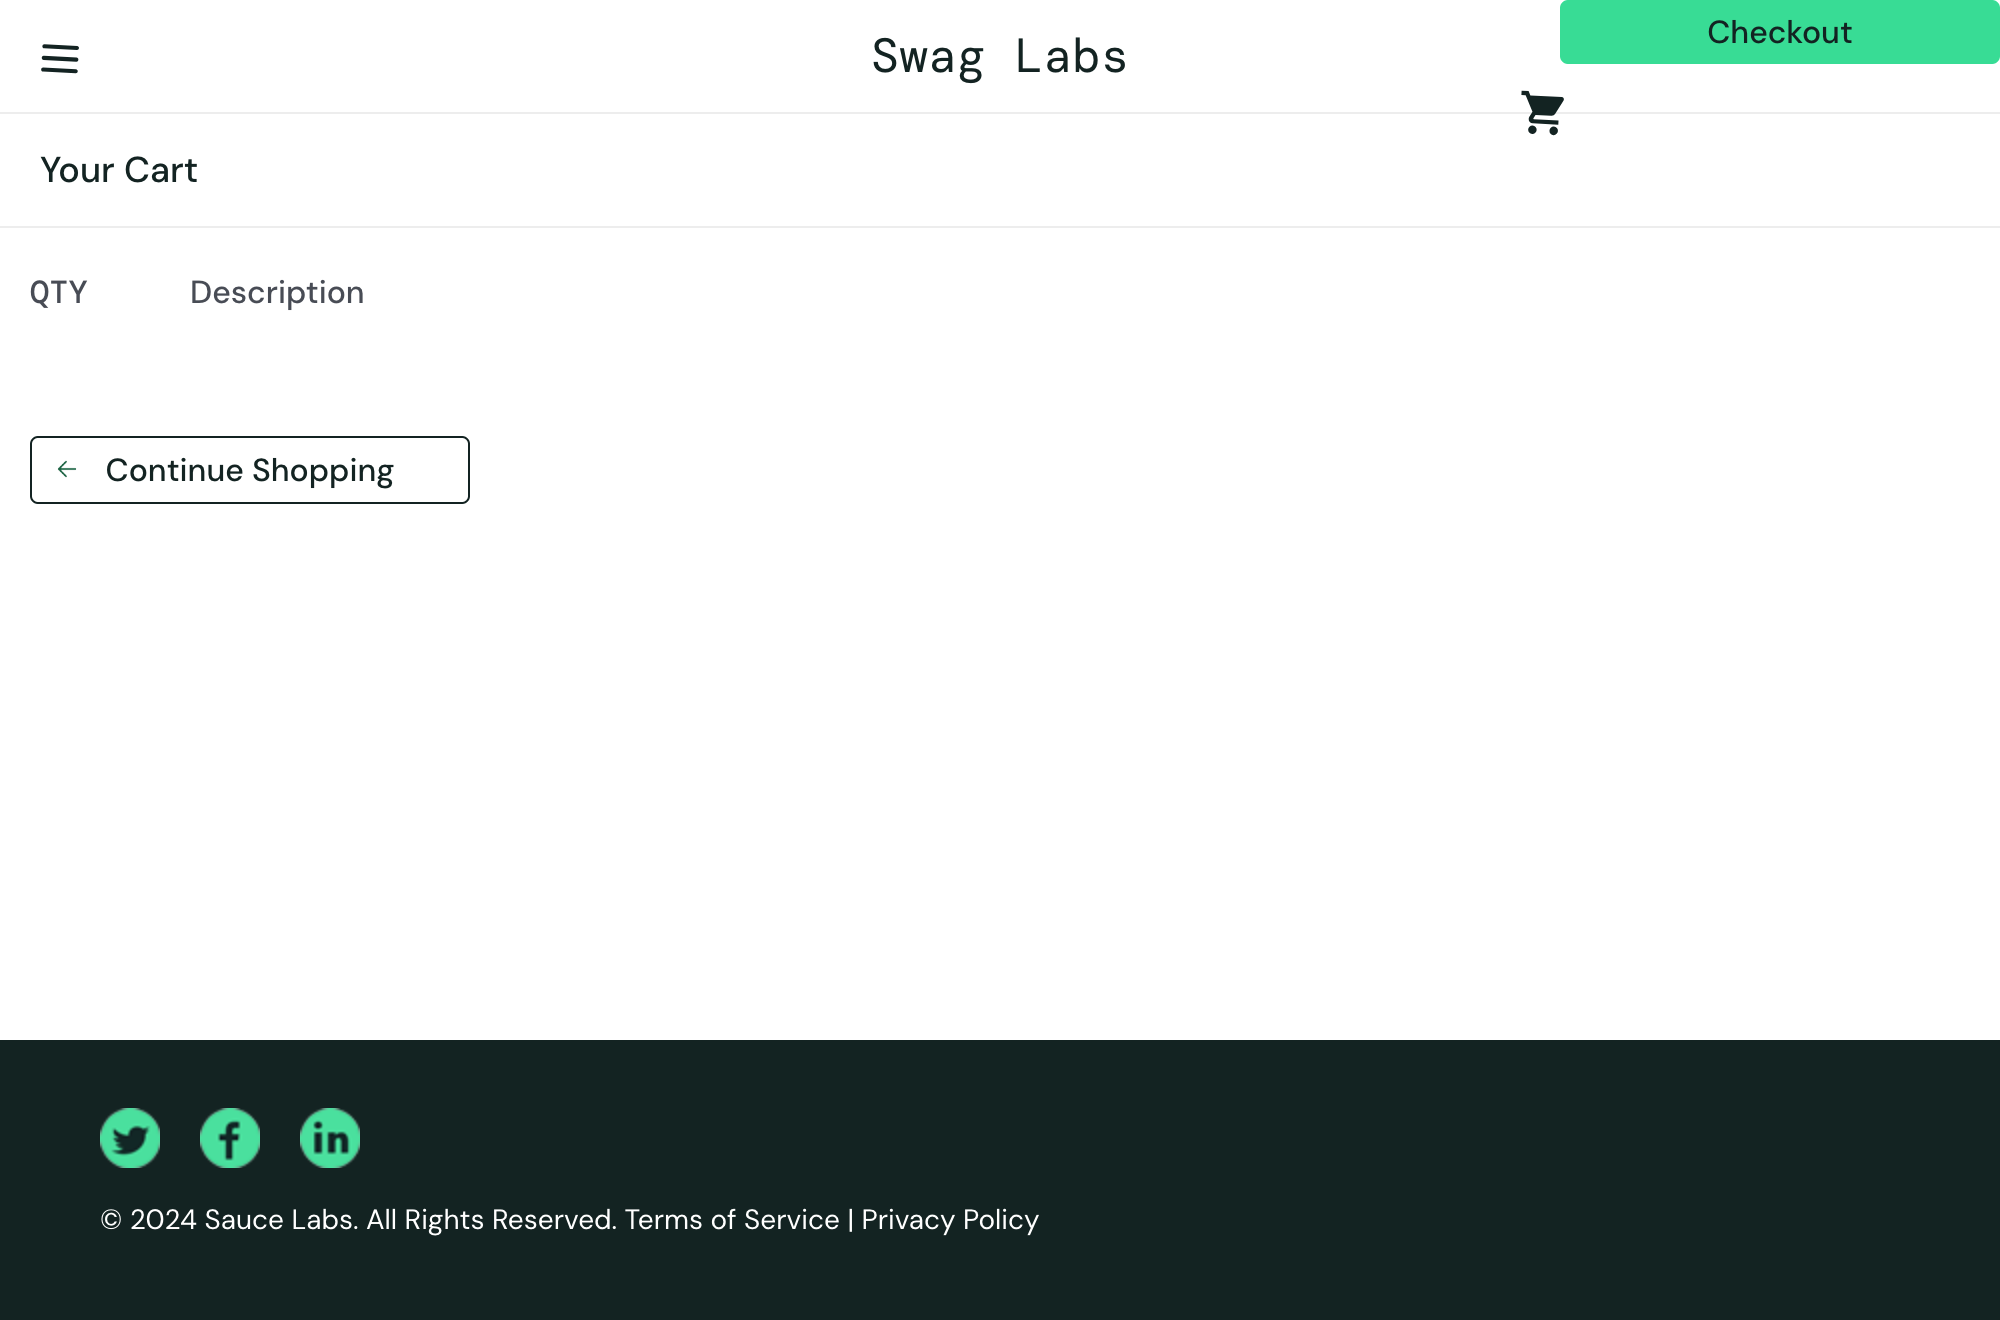 Swag Labs
Checkout
Your Cart
QTY Description
Continue Shopping
© 2024 Sauce Labs. All Rights Reserved. Terms of Service | Privacy Policy